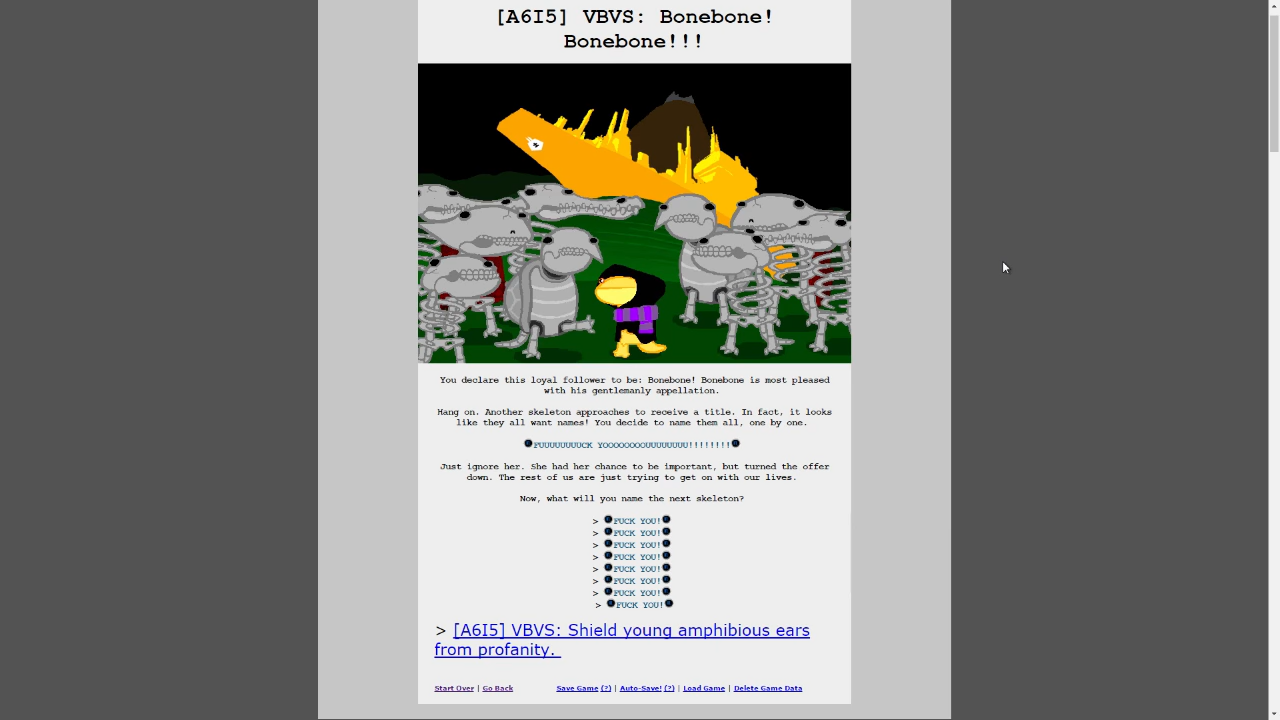 [A6I5] VBVS: Bonebone!
Bonebone!!!
You declare this loyal follower to be: Bonebone! Bonebone is most pleased
with his gentlemanly appellation.
Hang on. Another skeleton approaches to receive a title. In fact, it looks
like they all want names! You decide to name them all, one by one.
FUUUUUUUUCK YOOOOOOOOUUUUUUUU!!!!!!!!
Just ignore her. She had her chance to be important, but turned the offer
down. The rest of us are just trying to get on with our lives.
Now, what will you name the next skeleton?
> FUCK YOU!
> FUCK YOU!
> FUCK YOU!
> FUCK YOU!
> FUCK YOU!
> FUCK YOU!
> FUCK YOU!
> FUCK YOU!
> [A6I5] VBVS: Shield young amphibious ears
from profanity.
Start Over | Go Back Save Game (?) | Auto-Save! (?) | Load Game | Delete Game Data